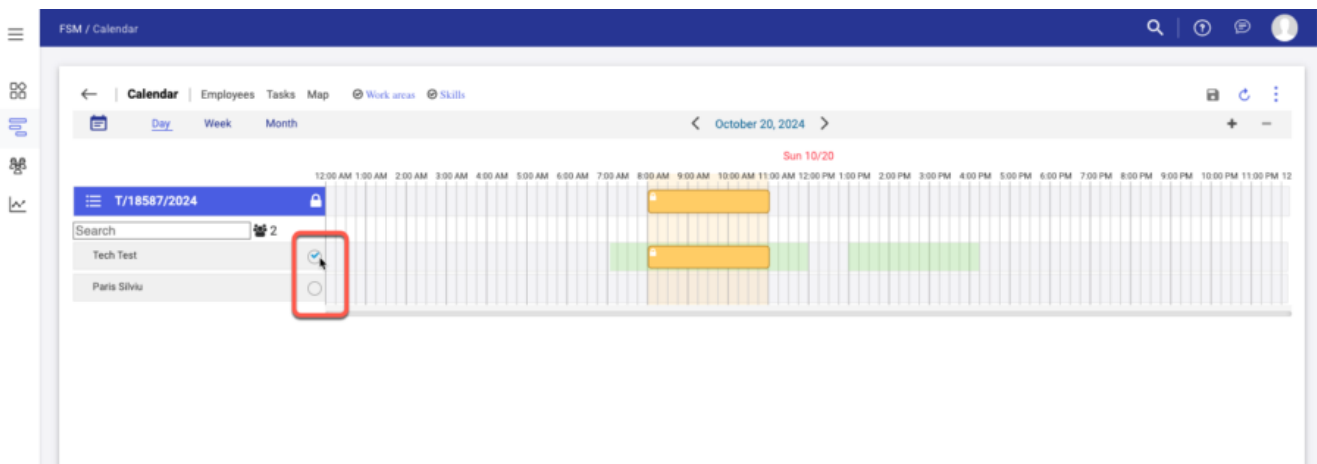 FSM / Calendar
Calendar Employees Tasks Map Work areas Skills
Day Week Month October 20, 2024
Sun 10/20
12:00 AM 1:00 AM 2:00 AM 3:00 AM 4:00 AM 5:00 AM 6:00 AM 7:00 AM 8:00 AM 9:00 AM 10:00 AM 11:00 AM 12:00 PM 1:00 PM 2:00 PM 3:00 PM 4:00 PM 5:00 PM 6:00 PM 7:00 PM 8:00 PM 9:00 PM 10:00 PM 11:00 PM 12
T/18587/2024
Search 2
Tech Test
Paris Silviu